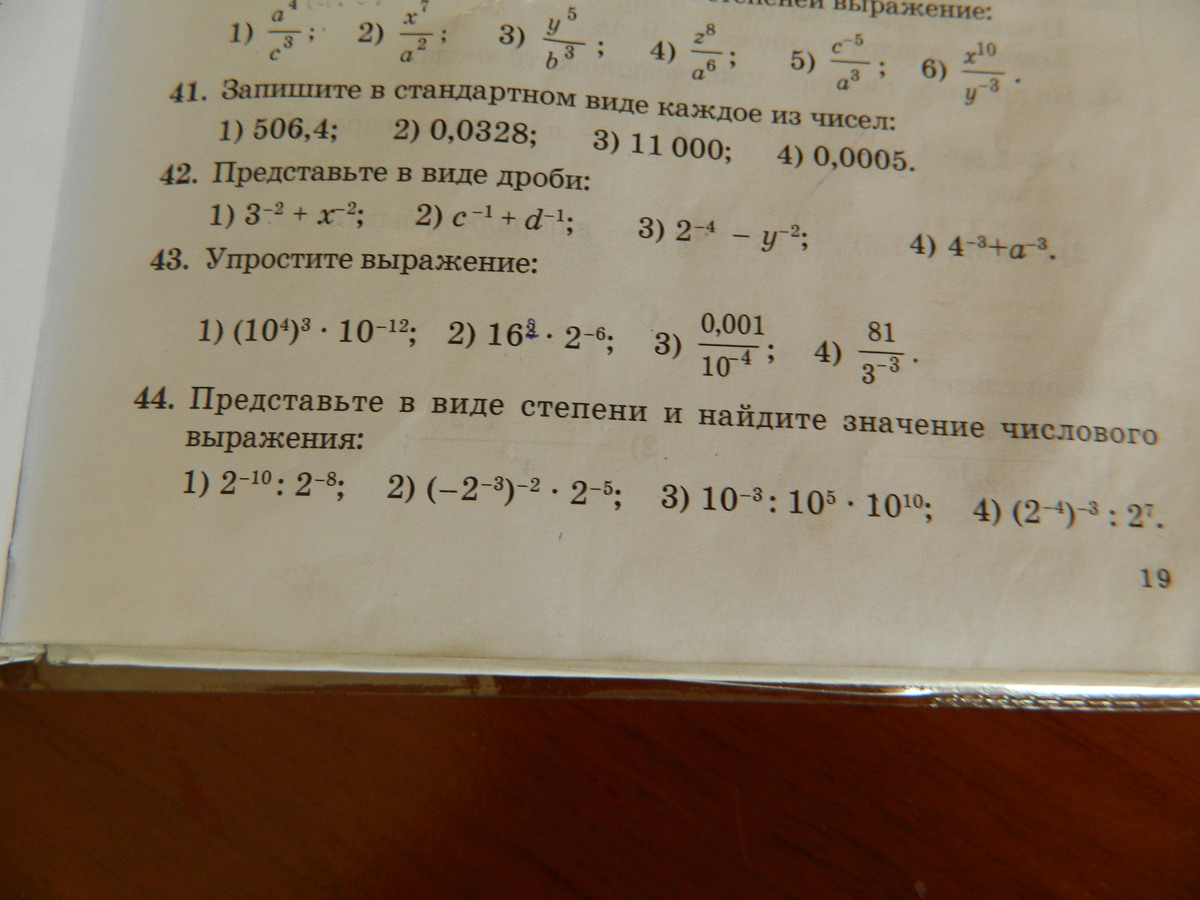 выражение:
1) a⁴/c³; 2) x⁷/a²; 3) y⁵/b³; 4) z⁸/a⁶; 5) c⁻⁵/a³; 6) x¹⁰/y⁻³.
41. Запишите в стандартном виде каждое из чисел:
1) 506,4; 2) 0,0328; 3) 11 000; 4) 0,0005.
42. Представьте в виде дроби:
1) 3⁻² + x⁻²; 2) c⁻¹ + d⁻¹; 3) 2⁻⁴ – y⁻²; 4) 4⁻³+a⁻³.
43. Упростите выражение:
1) (10⁴)³ · 10⁻¹²; 2) 16 · 2⁻⁶; 3) 0,001/10⁻⁴; 4) 81/3⁻³.
44. Представьте в виде степени и найдите значение числового
выражения:
1) 2⁻¹⁰ : 2⁻⁸; 2) (–2⁻³)⁻² · 2⁻⁵; 3) 10⁻³ : 10⁵ · 10¹⁰; 4) (2⁻⁴)⁻³ : 2⁷.
19